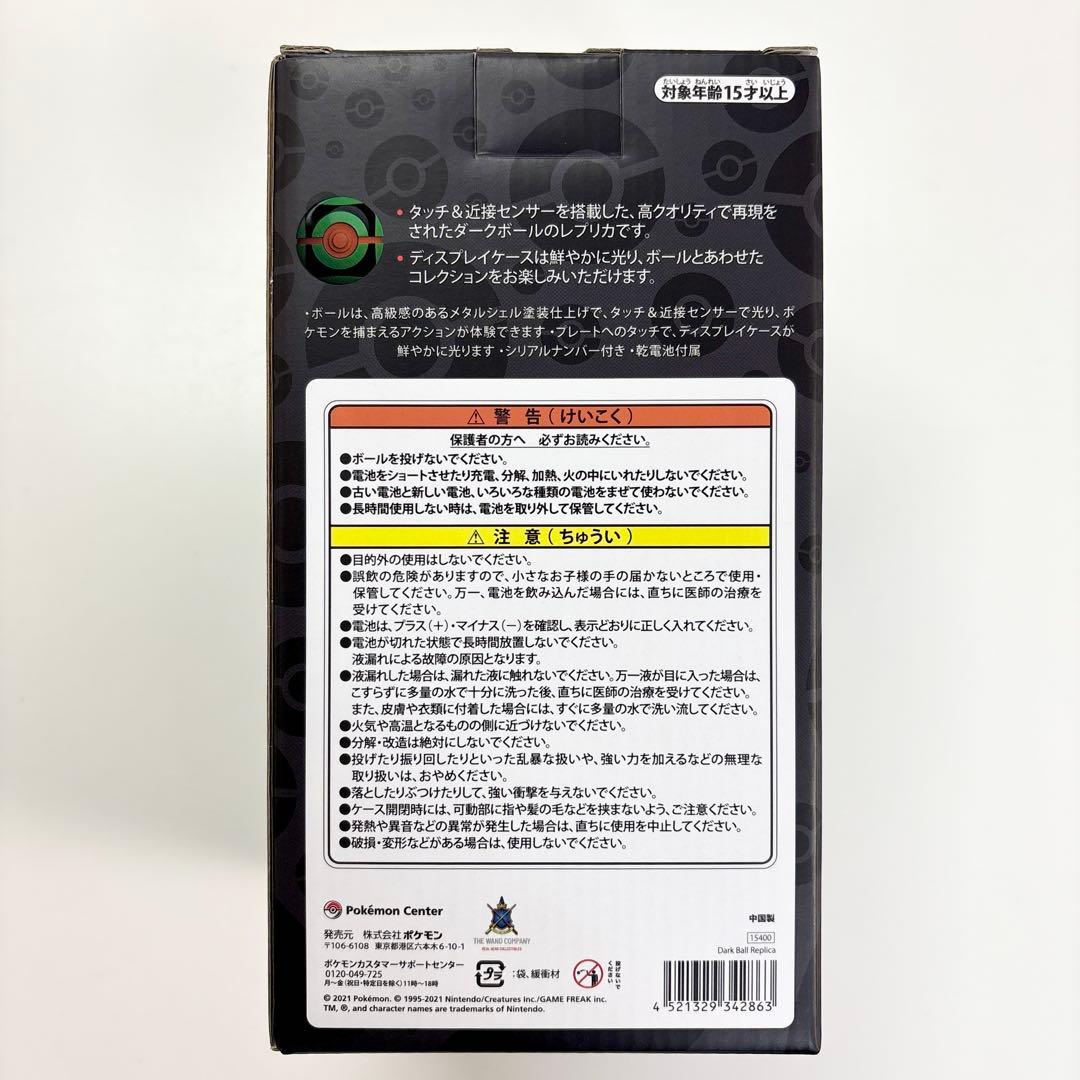 たいしょう ねんれい さい いじょう
対象年齢15才以上
• タッチ&近接センサーを搭載した、高クオリティで再現を
されたダークボールのレプリカです。
• ディスプレイケースは鮮やかに光り、ボールとあわせた
コレクションをお楽しみいただけます。
・ボールは、高級感のあるメタルシェル塗装仕上げで、タッチ&近接センサーで光り、ポ
ケモンを捕まえるアクションが体験できます ・プレートへのタッチで、ディスプレイケースが
鮮やかに光ります ・シリアルナンバー付き ・乾電池付属
⚠ 警 告(けいこく)
保護者の方へ 必ずお読みください。
●ボールを投げないでください。
●電池をショートさせたり充電、分解、加熱、火の中にいれたりしないでください。
●古い電池と新しい電池、いろいろな種類の電池をまぜて使わないでください。
●長時間使用しない時は、電池を取り外して保管してください。
⚠ 注 意(ちゅうい)
●目的外の使用はしないでください。
●誤飲の危険がありますので、小さなお子様の手の届かないところで使用・
保管してください。万一、電池を飲み込んだ場合には、直ちに医師の治療を
受けてください。
●電池は、プラス(+)・マイナス(−)を確認し、表示どおりに正しく入れてください。
●電池が切れた状態で長時間放置しないでください。
液漏れによる故障の原因となります。
●液漏れした場合は、漏れた液に触れないでください。万一液が目に入った場合は、
こすらずに多量の水で十分に洗った後、直ちに医師の治療を受けてください。
また、皮膚や衣類に付着した場合には、すぐに多量の水で洗い流してください。
●火気や高温となるものの側に近づけないでください。
●分解・改造は絶対にしないでください。
●投げたり振り回したりといった乱暴な扱いや、強い力を加えるなどの無理な
取り扱いは、おやめください。
●落としたりぶつけたりして、強い衝撃を与えないでください。
●ケース開閉時には、可動部に指や髪の毛などを挟まないよう、ご注意ください。
●発熱や異音などの異常が発生した場合は、直ちに使用を中止してください。
●破損・変形などがある場合は、使用しないでください。
Pokémon Center
発売元 株式会社ポケモン
〒106-6108 東京都港区六本木6-10-1
ポケモンカスタマーサポートセンター
0120-049-725
月〜金(祝日・特定日を除く)11時〜18時
THE WAND COMPANY
REAL GEAR COLLECTIBLES
プラ :袋、緩衝材
投げないで
ください
中国製
15400
Dark Ball Replica
4 521329 342863
© 2021 Pokémon. © 1995-2021 Nintendo/Creatures Inc./GAME FREAK inc.
TM, ®, and character names are trademarks of Nintendo.